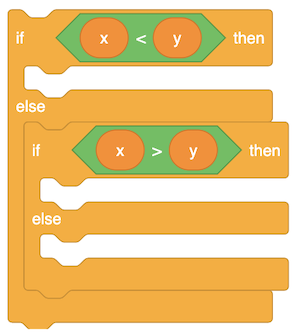 if x < y then
else
if x > y then
else